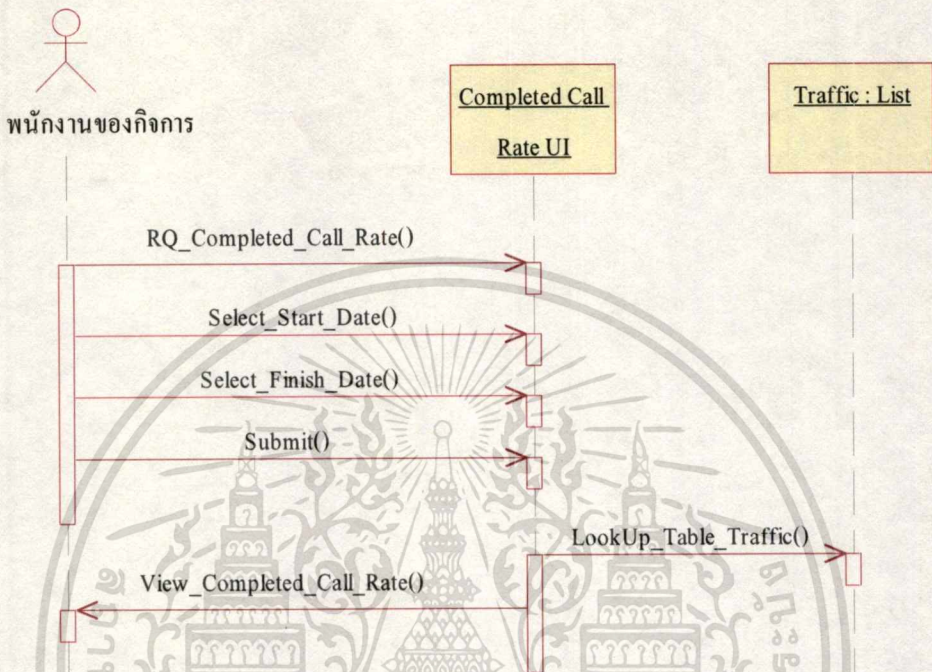 พนักงานของกิจการ
Completed Call
Rate UI
Traffic : List
RQ_Completed_Call_Rate()
Select_Start_Date()
Select_Finish_Date()
Submit()
LookUp_Table_Traffic()
View_Completed_Call_Rate()